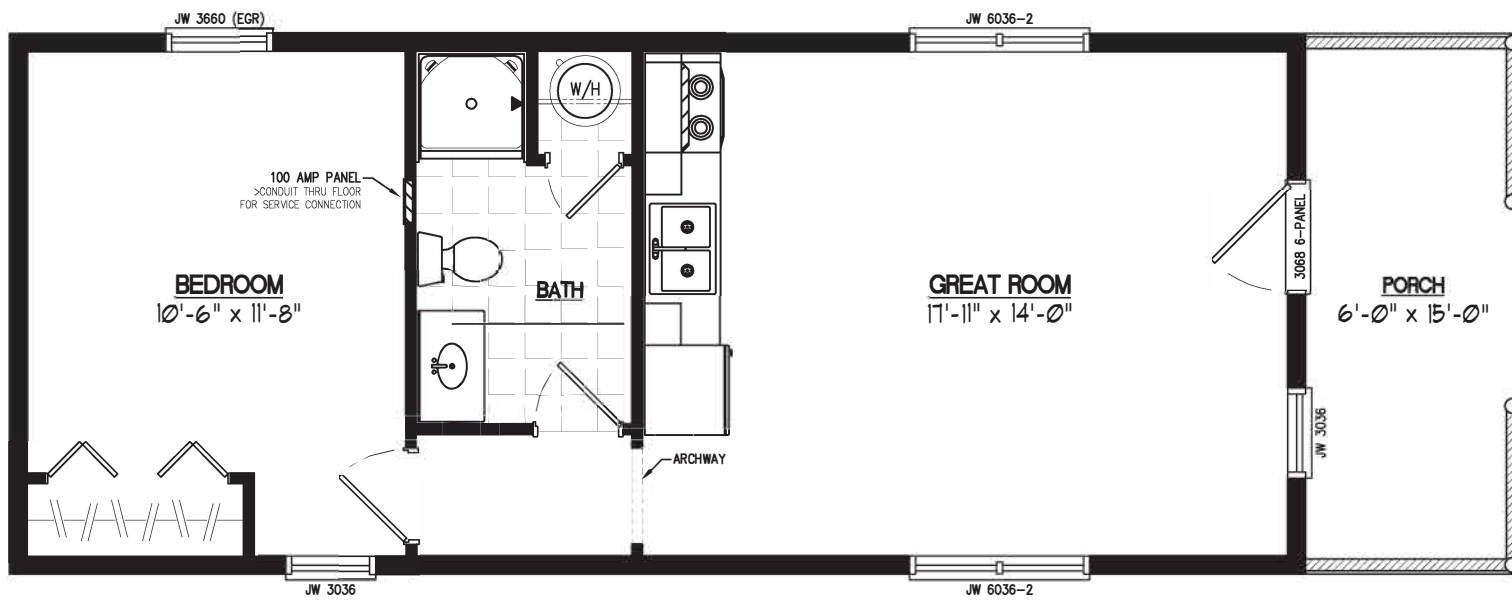 JW 3660 (EGR)
JW 6036-2
W/H
100 AMP PANEL
>CONDUIT THRU FLOOR
FOR SERVICE CONNECTION
BEDROOM
10'-6" x 11'-8"
BATH
GREAT ROOM
17'-11" x 14'-0"
3068 6-PANEL
PORCH
6'-0" x 15'-0"
JW 3036
ARCHWAY
JW 3036
JW 6036-2